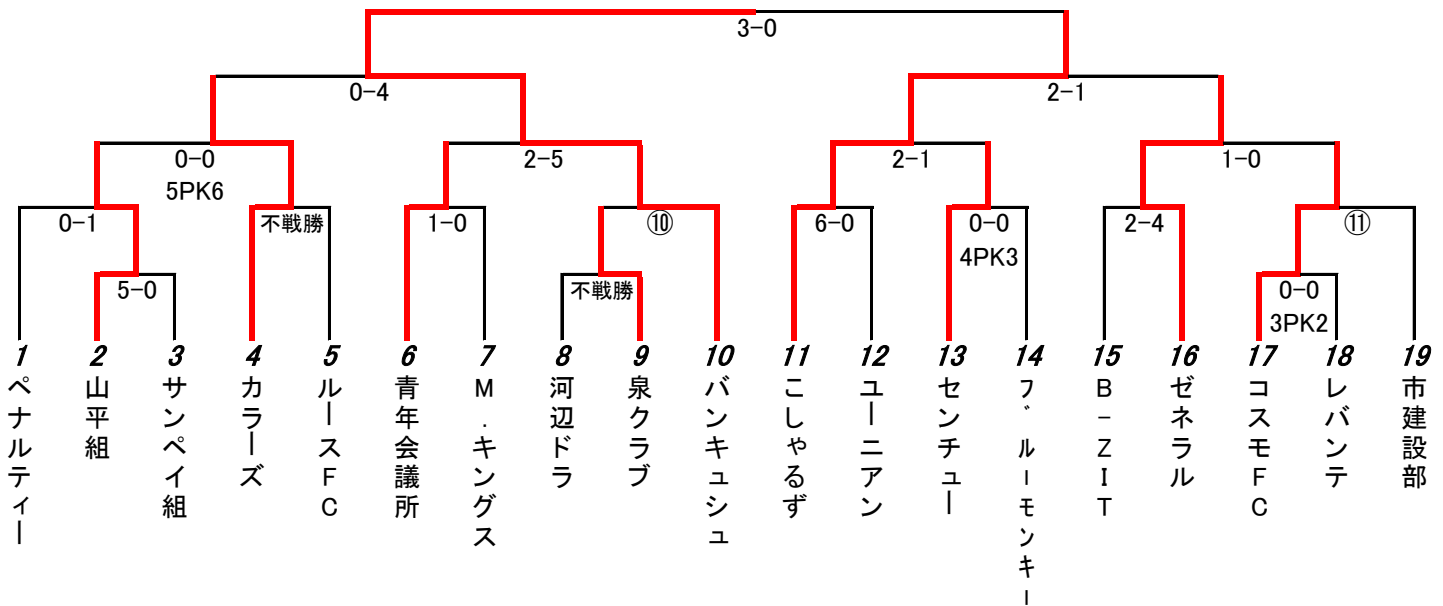 3-0
0-4
2-1
0-0
5PK6
2-5
2-1
1-0
0-1
不戦勝
1-0
⑩
6-0
0-0
4PK3
2-4
⑪
5-0
不戦勝
0-0
3PK2
1
2
3
4
5
6
7
8
9
10
11
12
13
14
15
16
17
18
19
ペナルティー
山平組
サンペイ組
カラーズ
ルースFC
青年会議所
M.キングス
河辺ドラ
泉クラブ
バンキュシュ
こしゃるず
ユーニアン
センチュー
ブルーモンキー
B-ZIT
ゼネラル
コスモFC
レバンテ
市建設部